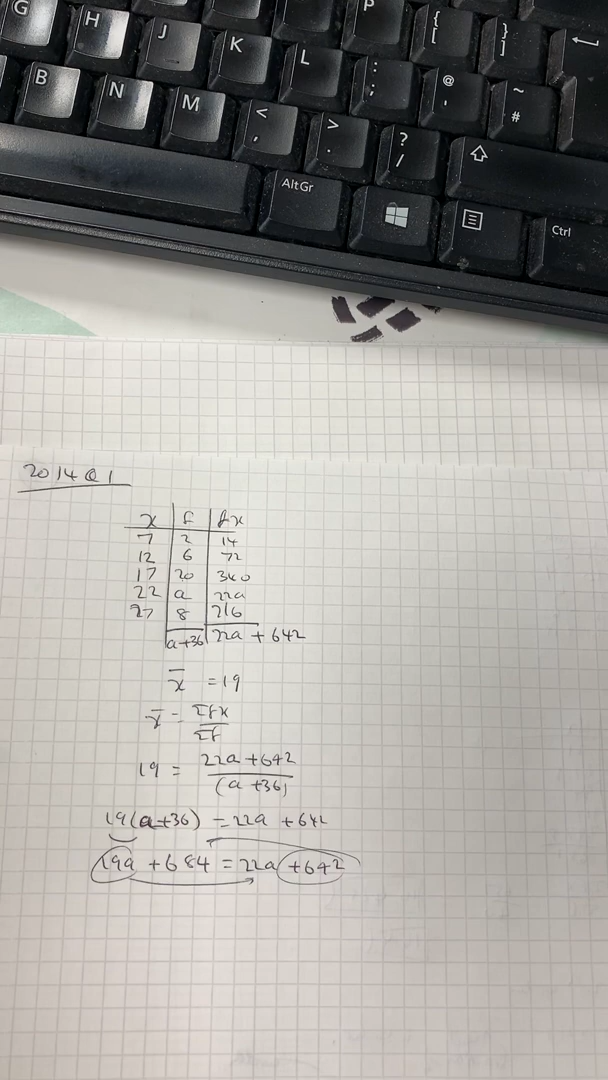 G H J K L P { [ } ]
B N M < , > . : ; @ ' ~ #
? /
AltGr Ctrl
2014 Q1
x f fx
7 2 14
12 6 72
17 20 340
22 a 22a
27 8 216
a+36 22a + 642
x̄ = 19
x̄ = Σfx / Σf
19 = 22a + 642 / (a + 36)
19(a+36) = 22a + 642
19a + 684 = 22a + 642